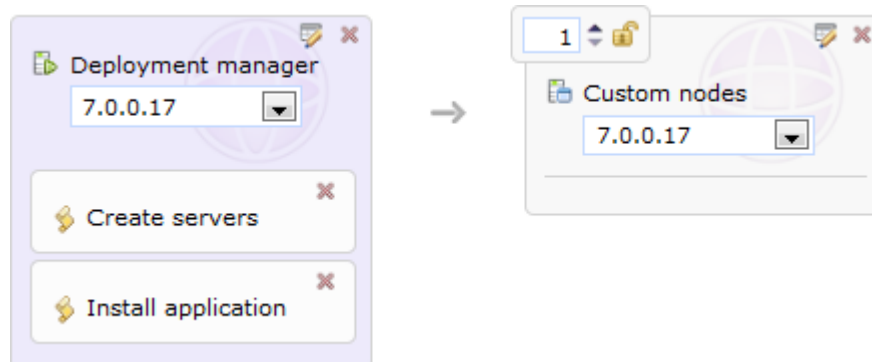 Deployment manager
7.0.0.17
Create servers
Install application
1
Custom nodes
7.0.0.17